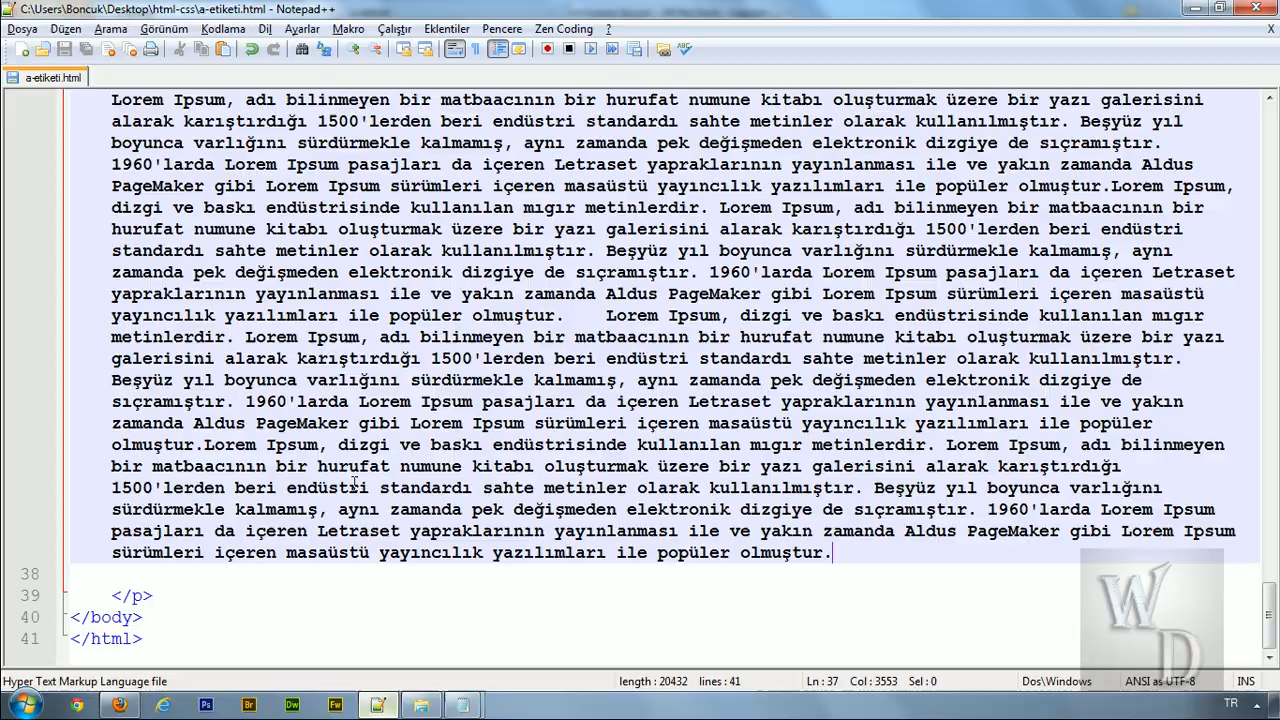 C:\Users\Boncuk\Desktop\html-css\a-etiketi.html - Notepad++
Dosya Düzen Arama Görünüm Kodlama Dil Ayarlar Makro Çalıştır Eklentiler Pencere Zen Coding ? X
a-etiketi.html
Lorem Ipsum, adı bilinmeyen bir matbaacının bir hurufat numune kitabı oluşturmak üzere bir yazı galerisini
alarak karıştırdığı 1500'lerden beri endüstri standardı sahte metinler olarak kullanılmıştır. Beşyüz yıl
boyunca varlığını sürdürmekle kalmamış, aynı zamanda pek değişmeden elektronik dizgiye de sıçramıştır.
1960'larda Lorem Ipsum pasajları da içeren Letraset yapraklarının yayınlanması ile ve yakın zamanda Aldus
PageMaker gibi Lorem Ipsum sürümleri içeren masaüstü yayıncılık yazılımları ile popüler olmuştur.Lorem Ipsum,
dizgi ve baskı endüstrisinde kullanılan mıgır metinlerdir. Lorem Ipsum, adı bilinmeyen bir matbaacının bir
hurufat numune kitabı oluşturmak üzere bir yazı galerisini alarak karıştırdığı 1500'lerden beri endüstri
standardı sahte metinler olarak kullanılmıştır. Beşyüz yıl boyunca varlığını sürdürmekle kalmamış, aynı
zamanda pek değişmeden elektronik dizgiye de sıçramıştır. 1960'larda Lorem Ipsum pasajları da içeren Letraset
yapraklarının yayınlanması ile ve yakın zamanda Aldus PageMaker gibi Lorem Ipsum sürümleri içeren masaüstü
yayıncılık yazılımları ile popüler olmuştur. Lorem Ipsum, dizgi ve baskı endüstrisinde kullanılan mıgır
metinlerdir. Lorem Ipsum, adı bilinmeyen bir matbaacının bir hurufat numune kitabı oluşturmak üzere bir yazı
galerisini alarak karıştırdığı 1500'lerden beri endüstri standardı sahte metinler olarak kullanılmıştır.
Beşyüz yıl boyunca varlığını sürdürmekle kalmamış, aynı zamanda pek değişmeden elektronik dizgiye de
sıçramıştır. 1960'larda Lorem Ipsum pasajları da içeren Letraset yapraklarının yayınlanması ile ve yakın
zamanda Aldus PageMaker gibi Lorem Ipsum sürümleri içeren masaüstü yayıncılık yazılımları ile popüler
olmuştur.Lorem Ipsum, dizgi ve baskı endüstrisinde kullanılan mıgır metinlerdir. Lorem Ipsum, adı bilinmeyen
bir matbaacının bir hurufat numune kitabı oluşturmak üzere bir yazı galerisini alarak karıştırdığı
1500'lerden beri endüstri standardı sahte metinler olarak kullanılmıştır. Beşyüz yıl boyunca varlığını
sürdürmekle kalmamış, aynı zamanda pek değişmeden elektronik dizgiye de sıçramıştır. 1960'larda Lorem Ipsum
pasajları da içeren Letraset yapraklarının yayınlanması ile ve yakın zamanda Aldus PageMaker gibi Lorem Ipsum
sürümleri içeren masaüstü yayıncılık yazılımları ile popüler olmuştur.
38
39 </p>
40 </body>
41 </html>
WD
Hyper Text Markup Language file length : 20432 lines : 41 Ln : 37 Col : 3553 Sel : 0 Dos\Windows ANSI as UTF-8 INS
Ps Br Dw Fw TR